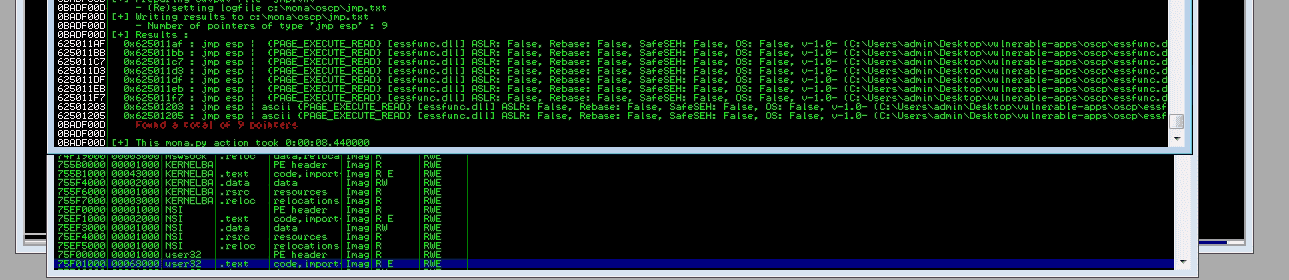 - (Re)setting logfile c:\mona\oscp\jmp.txt
0BADF00D [+] Writing results to c:\mona\oscp\jmp.txt
0BADF00D - Number of pointers of type 'jmp esp' : 9
0BADF00D [+] Results :
625011AF 0x625011af : jmp esp | {PAGE_EXECUTE_READ} [essfunc.dll] ASLR: False, Rebase: False, SafeSEH: False, OS: False, v-1.0- (C:\Users\admin\Desktop\vulnerable-apps\oscp\essfunc.d
625011BB 0x625011bb : jmp esp | {PAGE_EXECUTE_READ} [essfunc.dll] ASLR: False, Rebase: False, SafeSEH: False, OS: False, v-1.0- (C:\Users\admin\Desktop\vulnerable-apps\oscp\essfunc.d
625011C7 0x625011c7 : jmp esp | {PAGE_EXECUTE_READ} [essfunc.dll] ASLR: False, Rebase: False, SafeSEH: False, OS: False, v-1.0- (C:\Users\admin\Desktop\vulnerable-apps\oscp\essfunc.d
625011D3 0x625011d3 : jmp esp | {PAGE_EXECUTE_READ} [essfunc.dll] ASLR: False, Rebase: False, SafeSEH: False, OS: False, v-1.0- (C:\Users\admin\Desktop\vulnerable-apps\oscp\essfunc.d
625011DF 0x625011df : jmp esp | {PAGE_EXECUTE_READ} [essfunc.dll] ASLR: False, Rebase: False, SafeSEH: False, OS: False, v-1.0- (C:\Users\admin\Desktop\vulnerable-apps\oscp\essfunc.d
625011EB 0x625011eb : jmp esp | {PAGE_EXECUTE_READ} [essfunc.dll] ASLR: False, Rebase: False, SafeSEH: False, OS: False, v-1.0- (C:\Users\admin\Desktop\vulnerable-apps\oscp\essfunc.d
625011F7 0x625011f7 : jmp esp | {PAGE_EXECUTE_READ} [essfunc.dll] ASLR: False, Rebase: False, SafeSEH: False, OS: False, v-1.0- (C:\Users\admin\Desktop\vulnerable-apps\oscp\essfunc.d
62501203 0x62501203 : jmp esp | ascii {PAGE_EXECUTE_READ} [essfunc.dll] ASLR: False, Rebase: False, SafeSEH: False, OS: False, v-1.0- (C:\Users\admin\Desktop\vulnerable-apps\oscp\essf
62501205 0x62501205 : jmp esp | ascii {PAGE_EXECUTE_READ} [essfunc.dll] ASLR: False, Rebase: False, SafeSEH: False, OS: False, v-1.0- (C:\Users\admin\Desktop\vulnerable-apps\oscp\essf
0BADF00D Found a total of 9 pointers
0BADF00D
0BADF00D [+] This mona.py action took 0:00:08.440000
74F19000 00003000 mswsock .reloc data,reloca Imag R RWE
755B0000 00001000 KERNELBA PE header Imag R RWE
755B1000 00043000 KERNELBA .text code,import Imag R E RWE
755F4000 00002000 KERNELBA .data data Imag RW RWE
755F6000 00001000 KERNELBA .rsrc resources Imag R RWE
755F7000 00003000 KERNELBA .reloc relocations Imag R RWE
75EF0000 00001000 NSI PE header Imag R RWE
75EF1000 00002000 NSI .text code,import Imag R E RWE
75EF3000 00001000 NSI .data data Imag RW RWE
75EF4000 00001000 NSI .rsrc resources Imag R RWE
75EF5000 00001000 NSI .reloc relocations Imag R RWE
75F00000 00001000 user32 PE header Imag R RWE
75F01000 00068000 user32 .text code,import Imag R E RWE